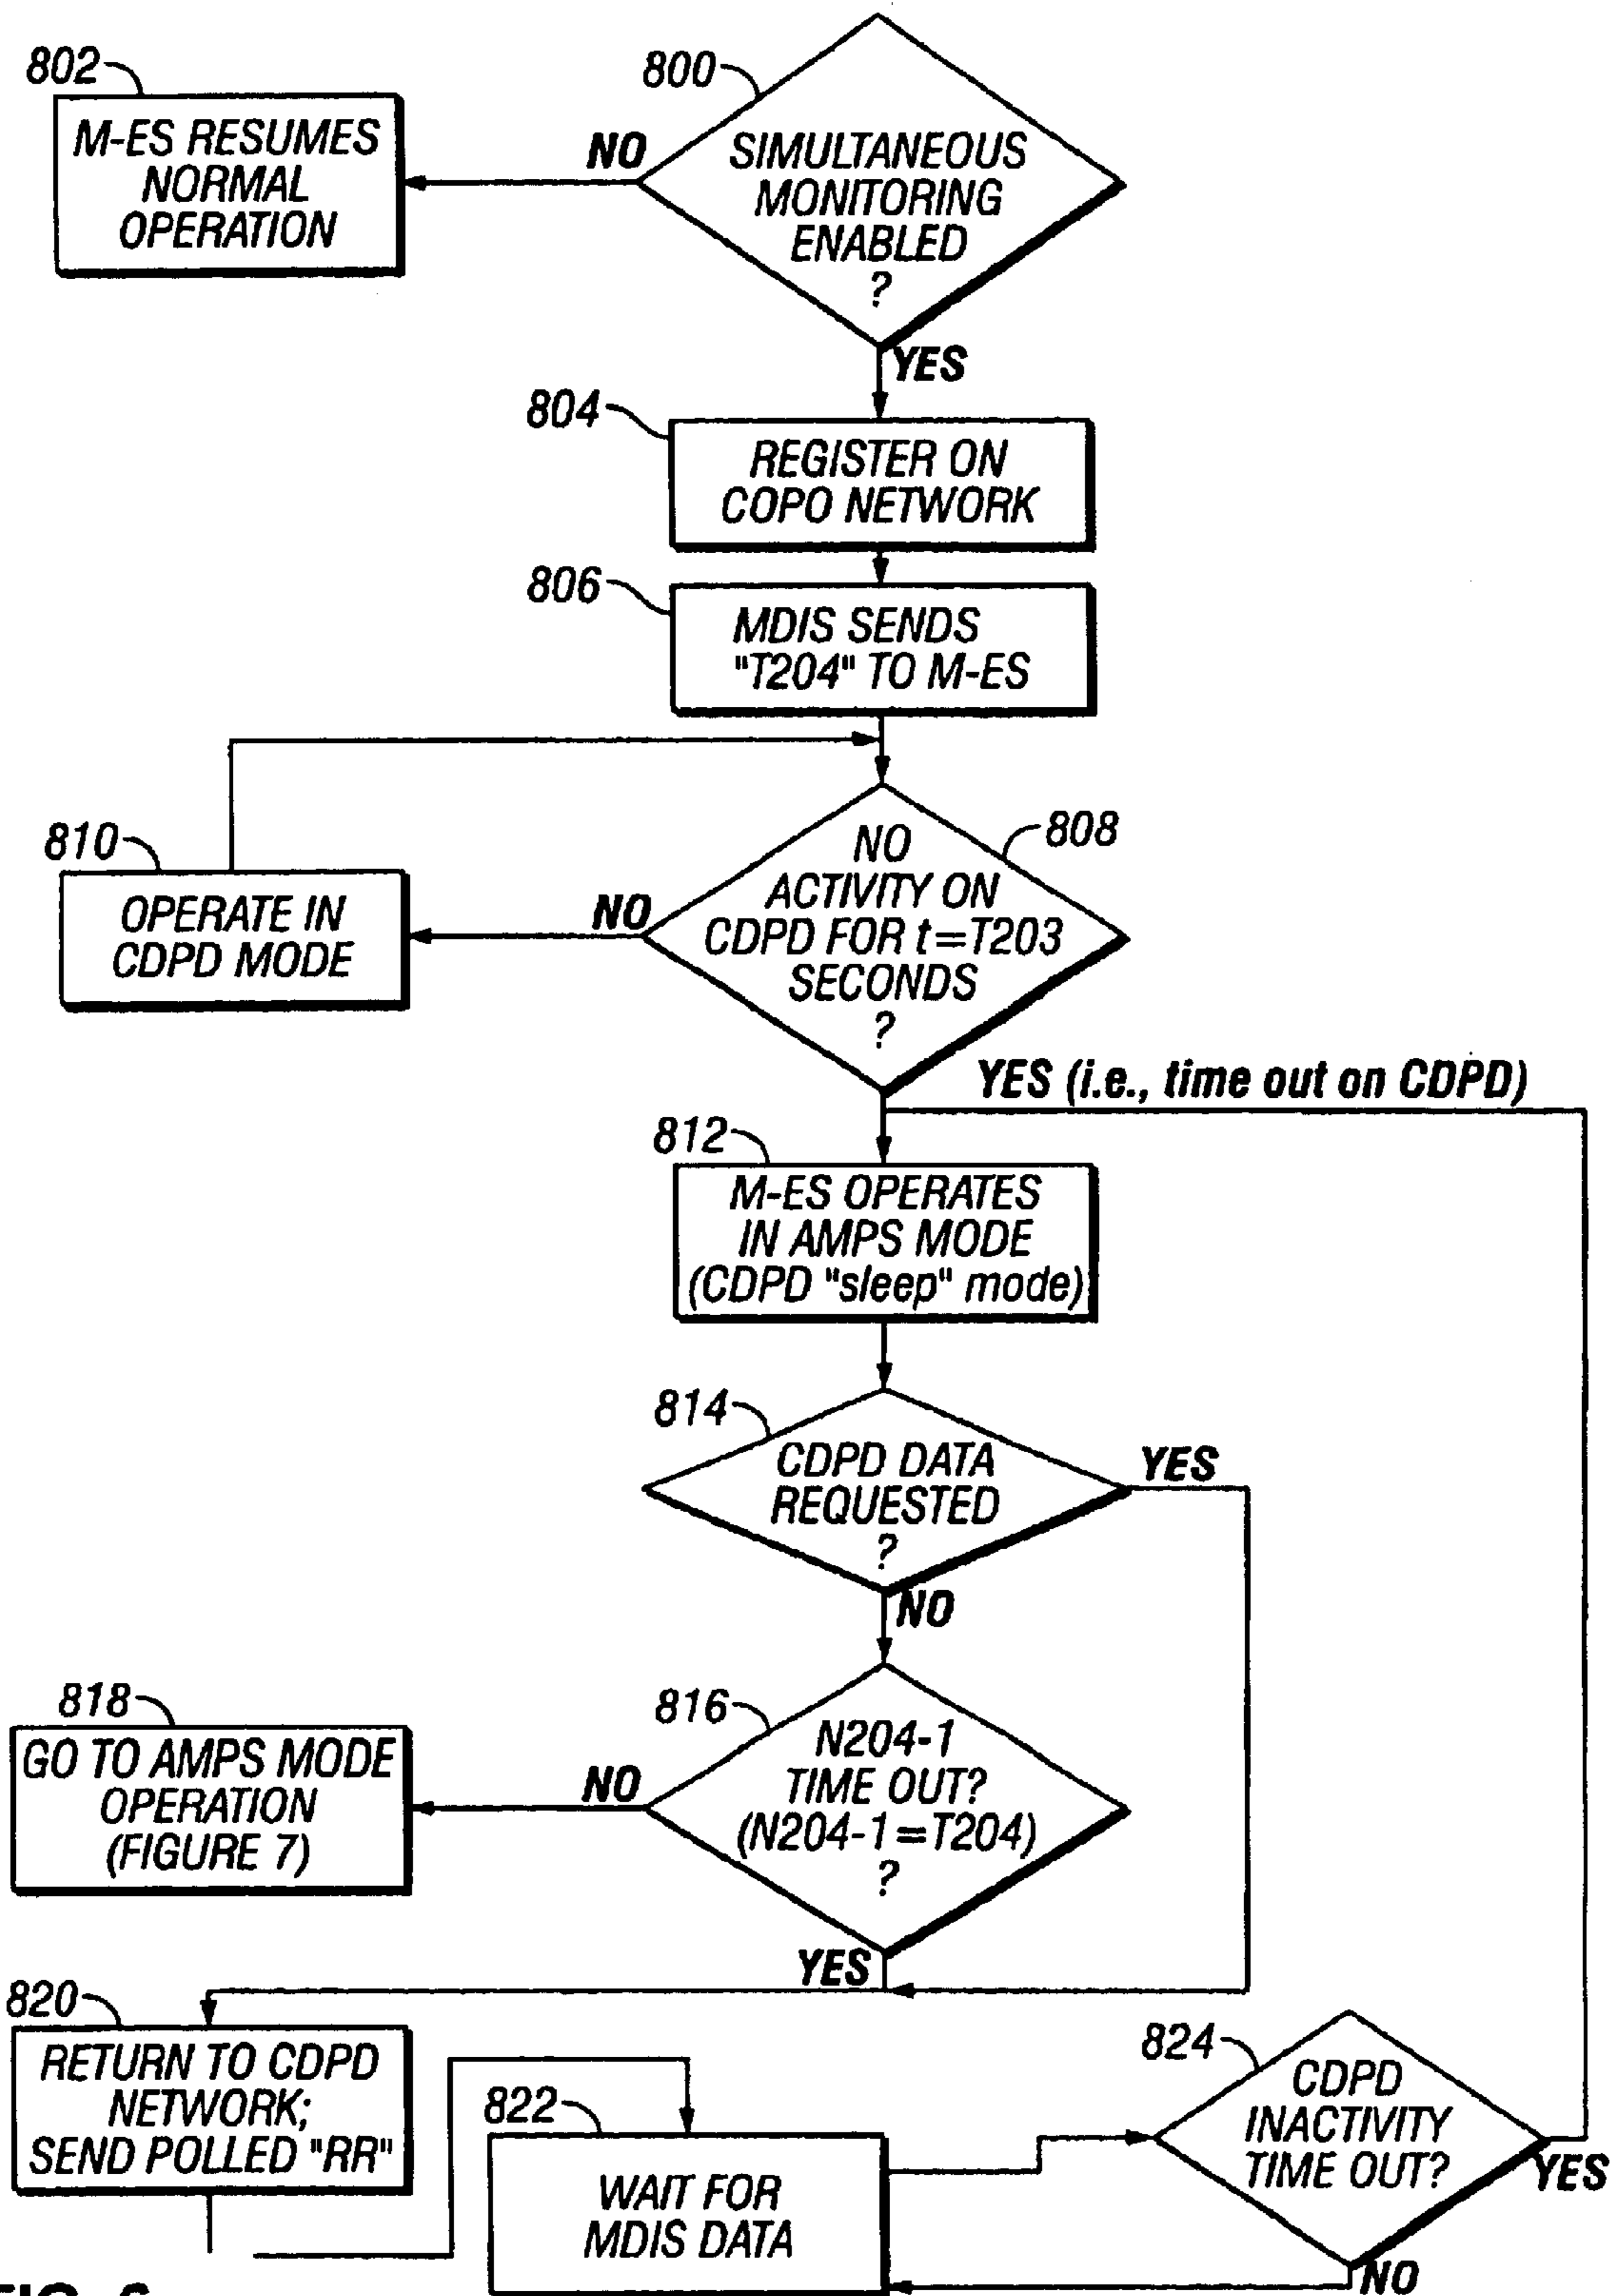 802
M-ES RESUMES
NORMAL
OPERATION
800
NO
SIMULTANEOUS
MONITORING
ENABLED
?
YES
804
REGISTER ON
COPO NETWORK
806
MDIS SENDS
"T204" TO M-ES
810
OPERATE IN
CDPD MODE
NO
808
NO
ACTIVITY ON
CDPD FOR t=T203
SECONDS
?
YES (i.e., time out on CDPD)
812
M-ES OPERATES
IN AMPS MODE
(CDPD "sleep" mode)
814
CDPD DATA
REQUESTED
?
YES
NO
818
GO TO AMPS MODE
OPERATION
(FIGURE 7)
NO
816
N204-1
TIME OUT?
(N204-1=T204)
?
YES
820
RETURN TO CDPD
NETWORK;
SEND POLLED "RR"
822
WAIT FOR
MDIS DATA
824
CDPD
INACTIVITY
TIME OUT?
YES
NO